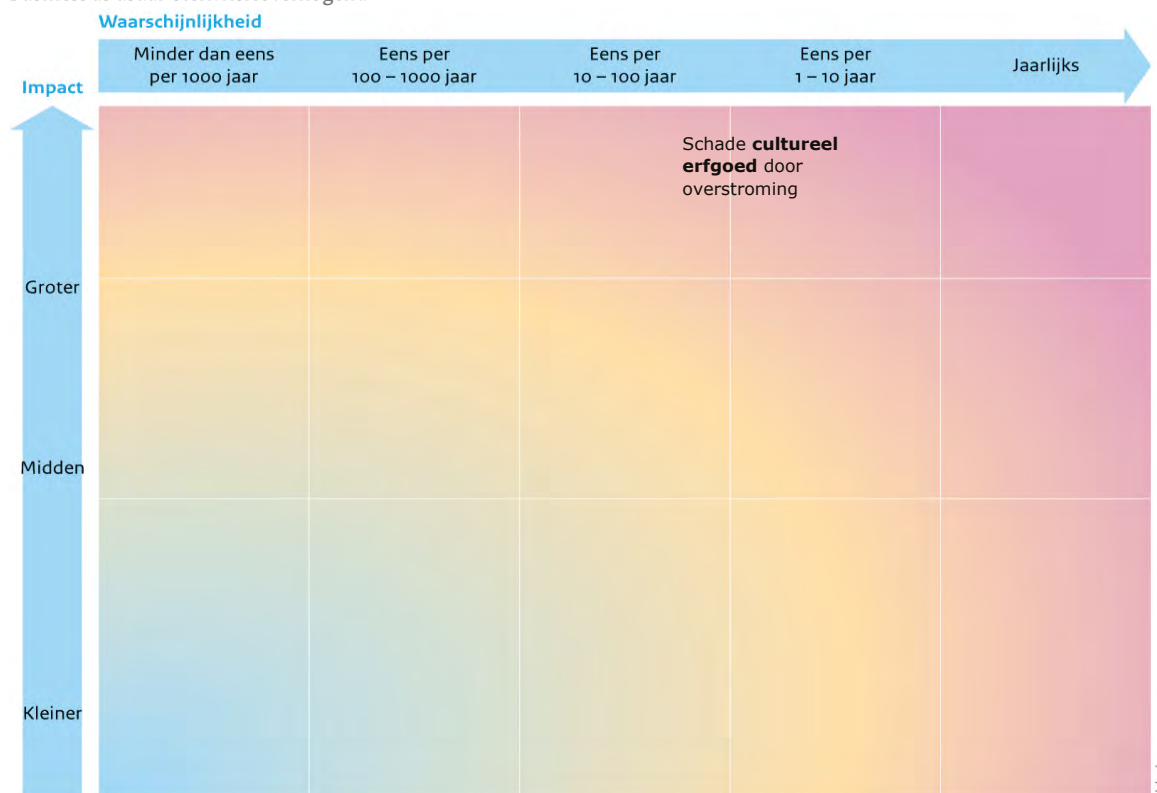 Waarschijnlijkheid
Minder dan eens
per 1000 jaar
Eens per
100 – 1000 jaar
Eens per
10 – 100 jaar
Eens per
1 – 10 jaar
Jaarlijks
Impact
Schade cultureel
erfgoed door
overstroming
Groter
Midden
Kleiner